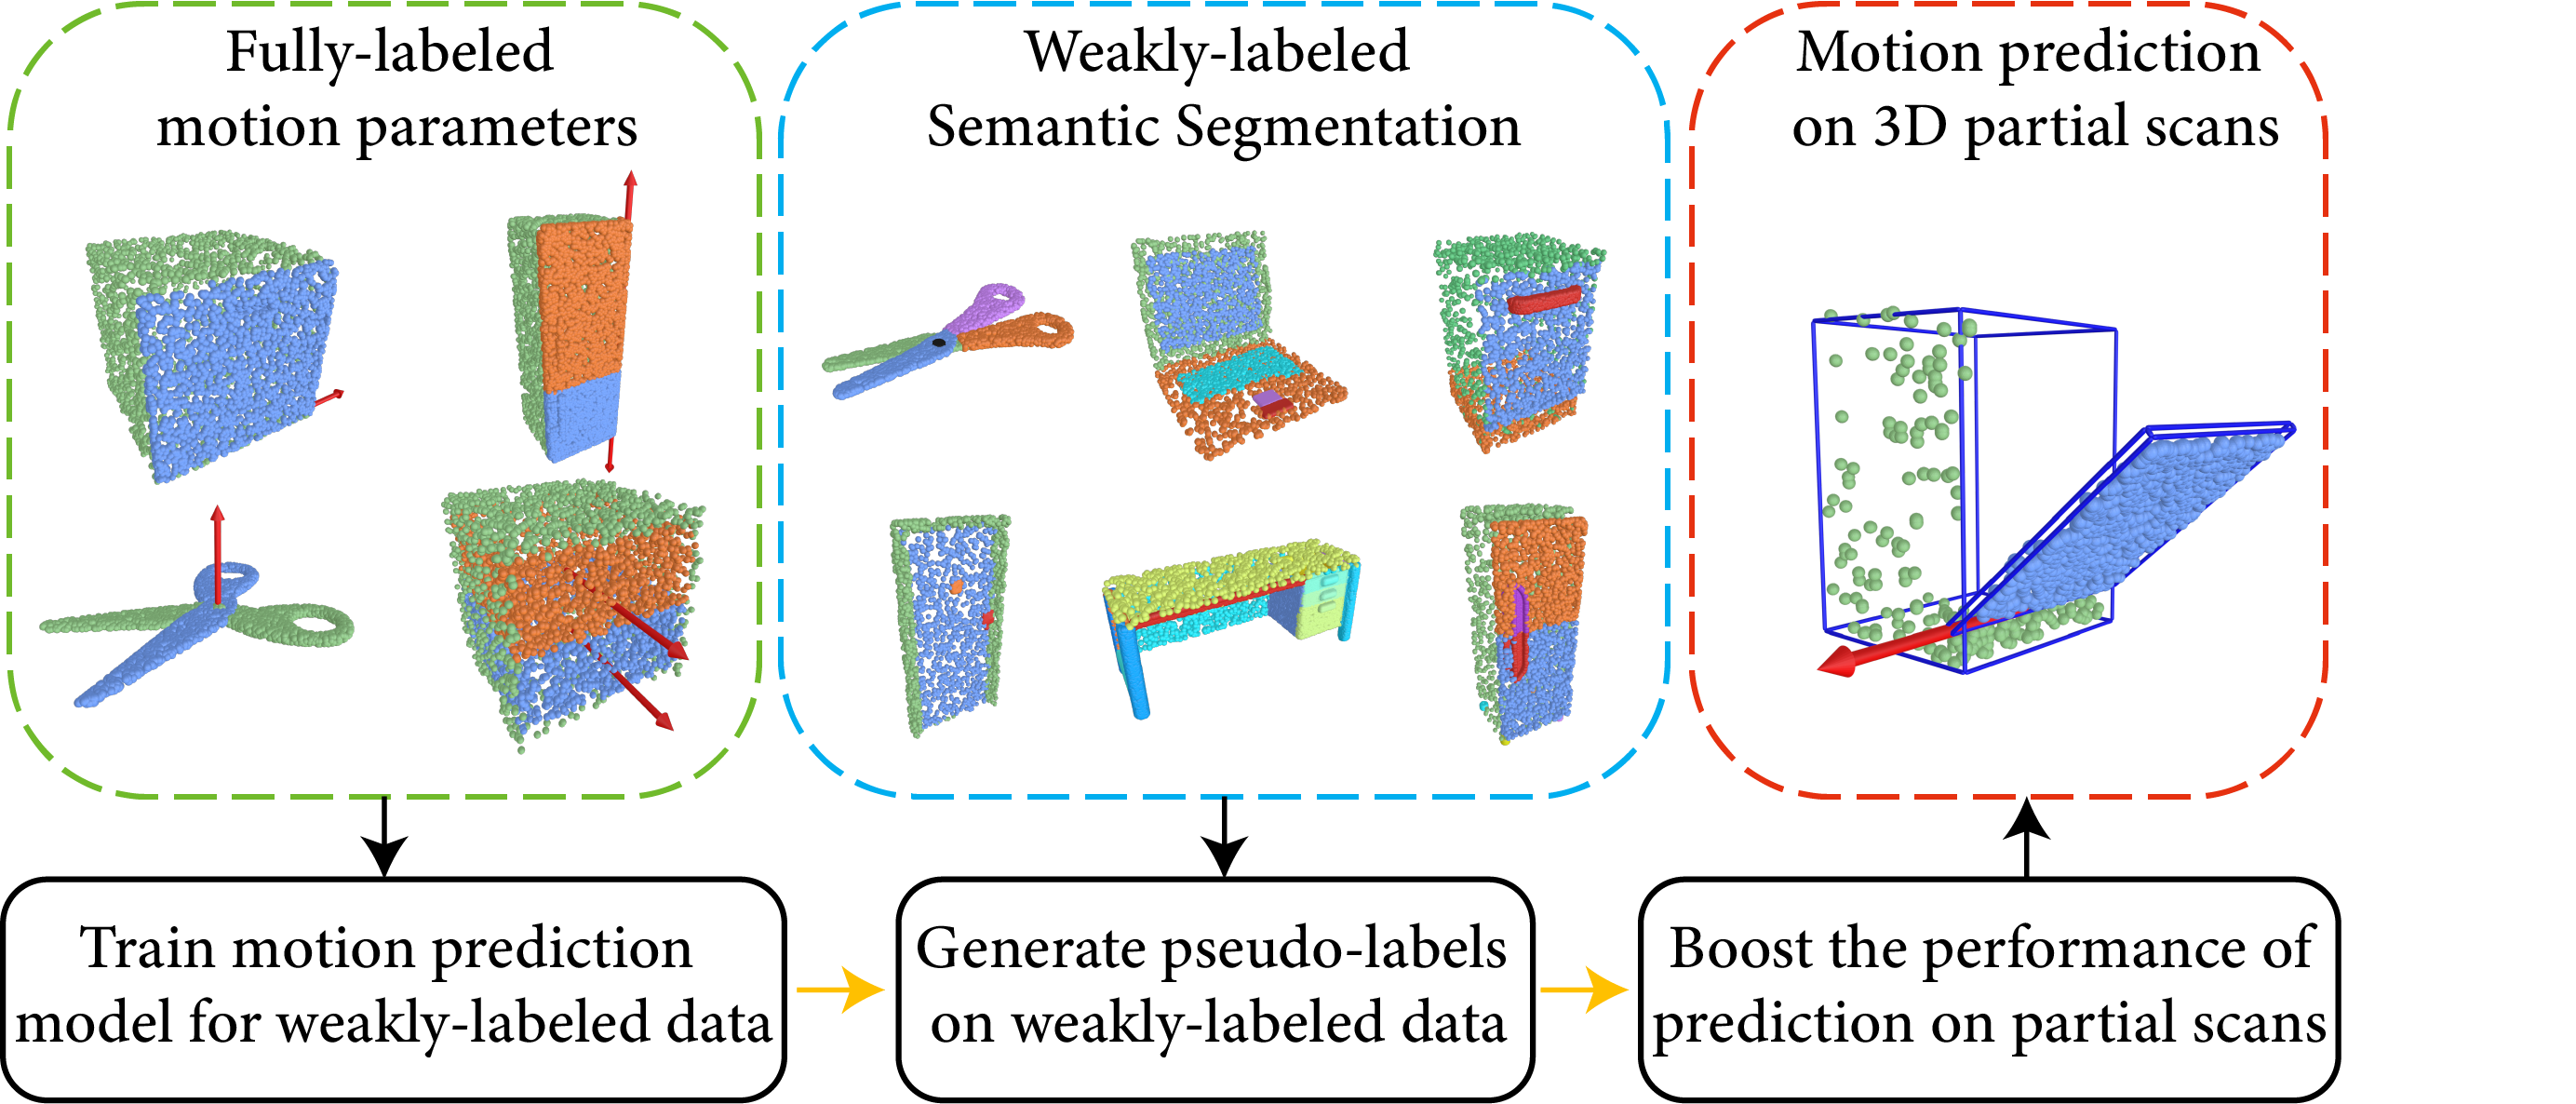 Fully-labeled
motion parameters
Weakly-labeled
Semantic Segmentation
Motion prediction
on 3D partial scans
Train motion prediction
model for weakly-labeled data
Generate pseudo-labels
on weakly-labeled data
Boost the performance of
prediction on partial scans